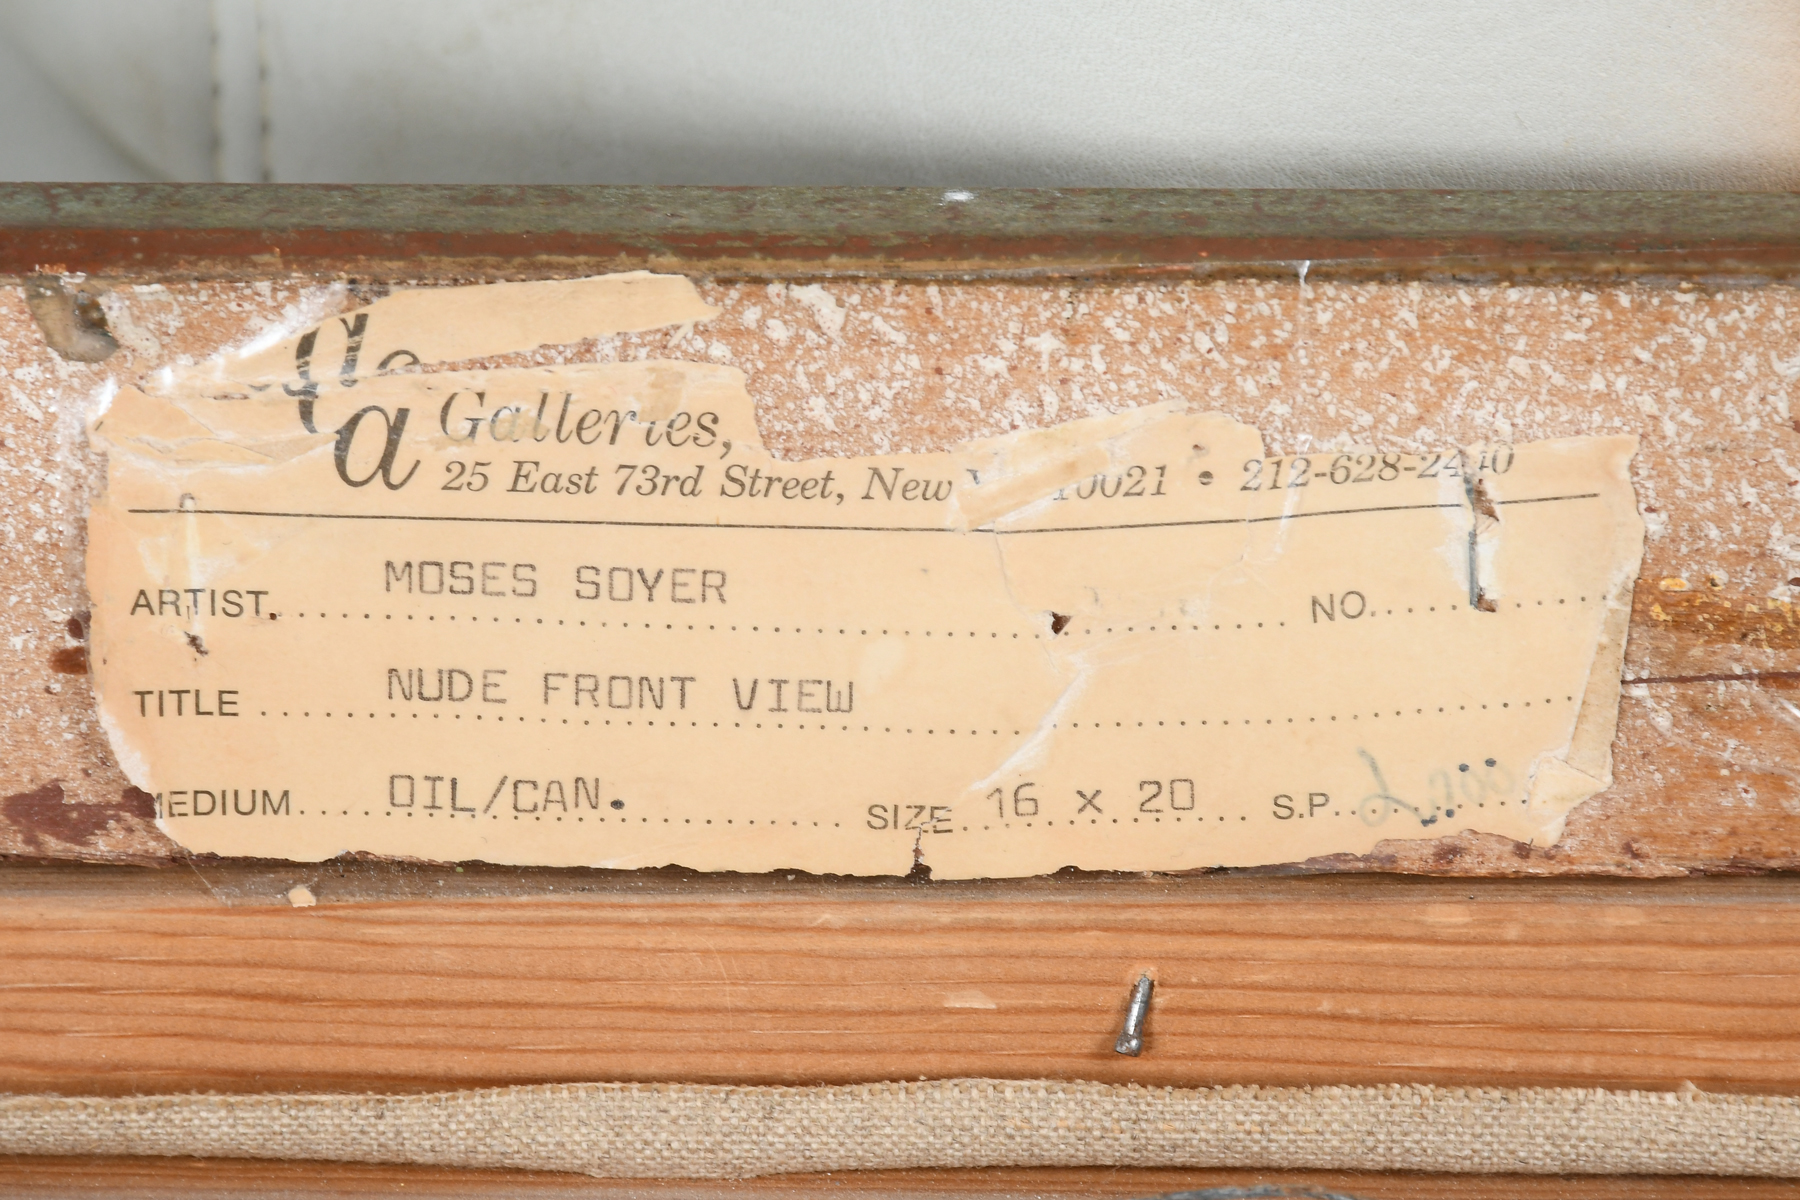 a Galleries,
25 East 73rd Street, New 10021 • 212-628-2440
ARTIST MOSES SOYER NO.
TITLE NUDE FRONT VIEW
MEDIUM OIL/CAN. SIZE 16 x 20 S.P.